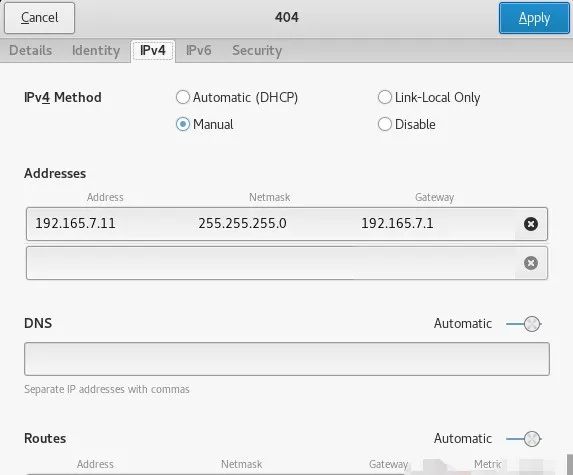 Cancel 404 Apply
Details Identity IPv4 IPv6 Security
IPv4 Method Automatic (DHCP) Link-Local Only
Manual Disable
Addresses
Address Netmask Gateway
192.165.7.11 255.255.255.0 192.165.7.1
DNS Automatic
Separate IP addresses with commas
Routes Automatic
Address Netmask Gateway Metric